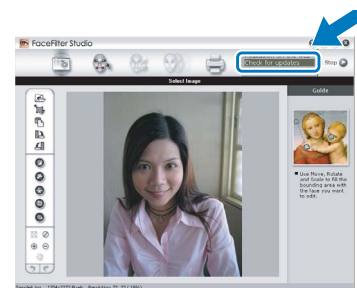 FaceFilter Studio
Check for updates
Step
Select Image
Guide
Use Move, Rotate
and Scale to fill the
bounding area with
the face you want
to edit.